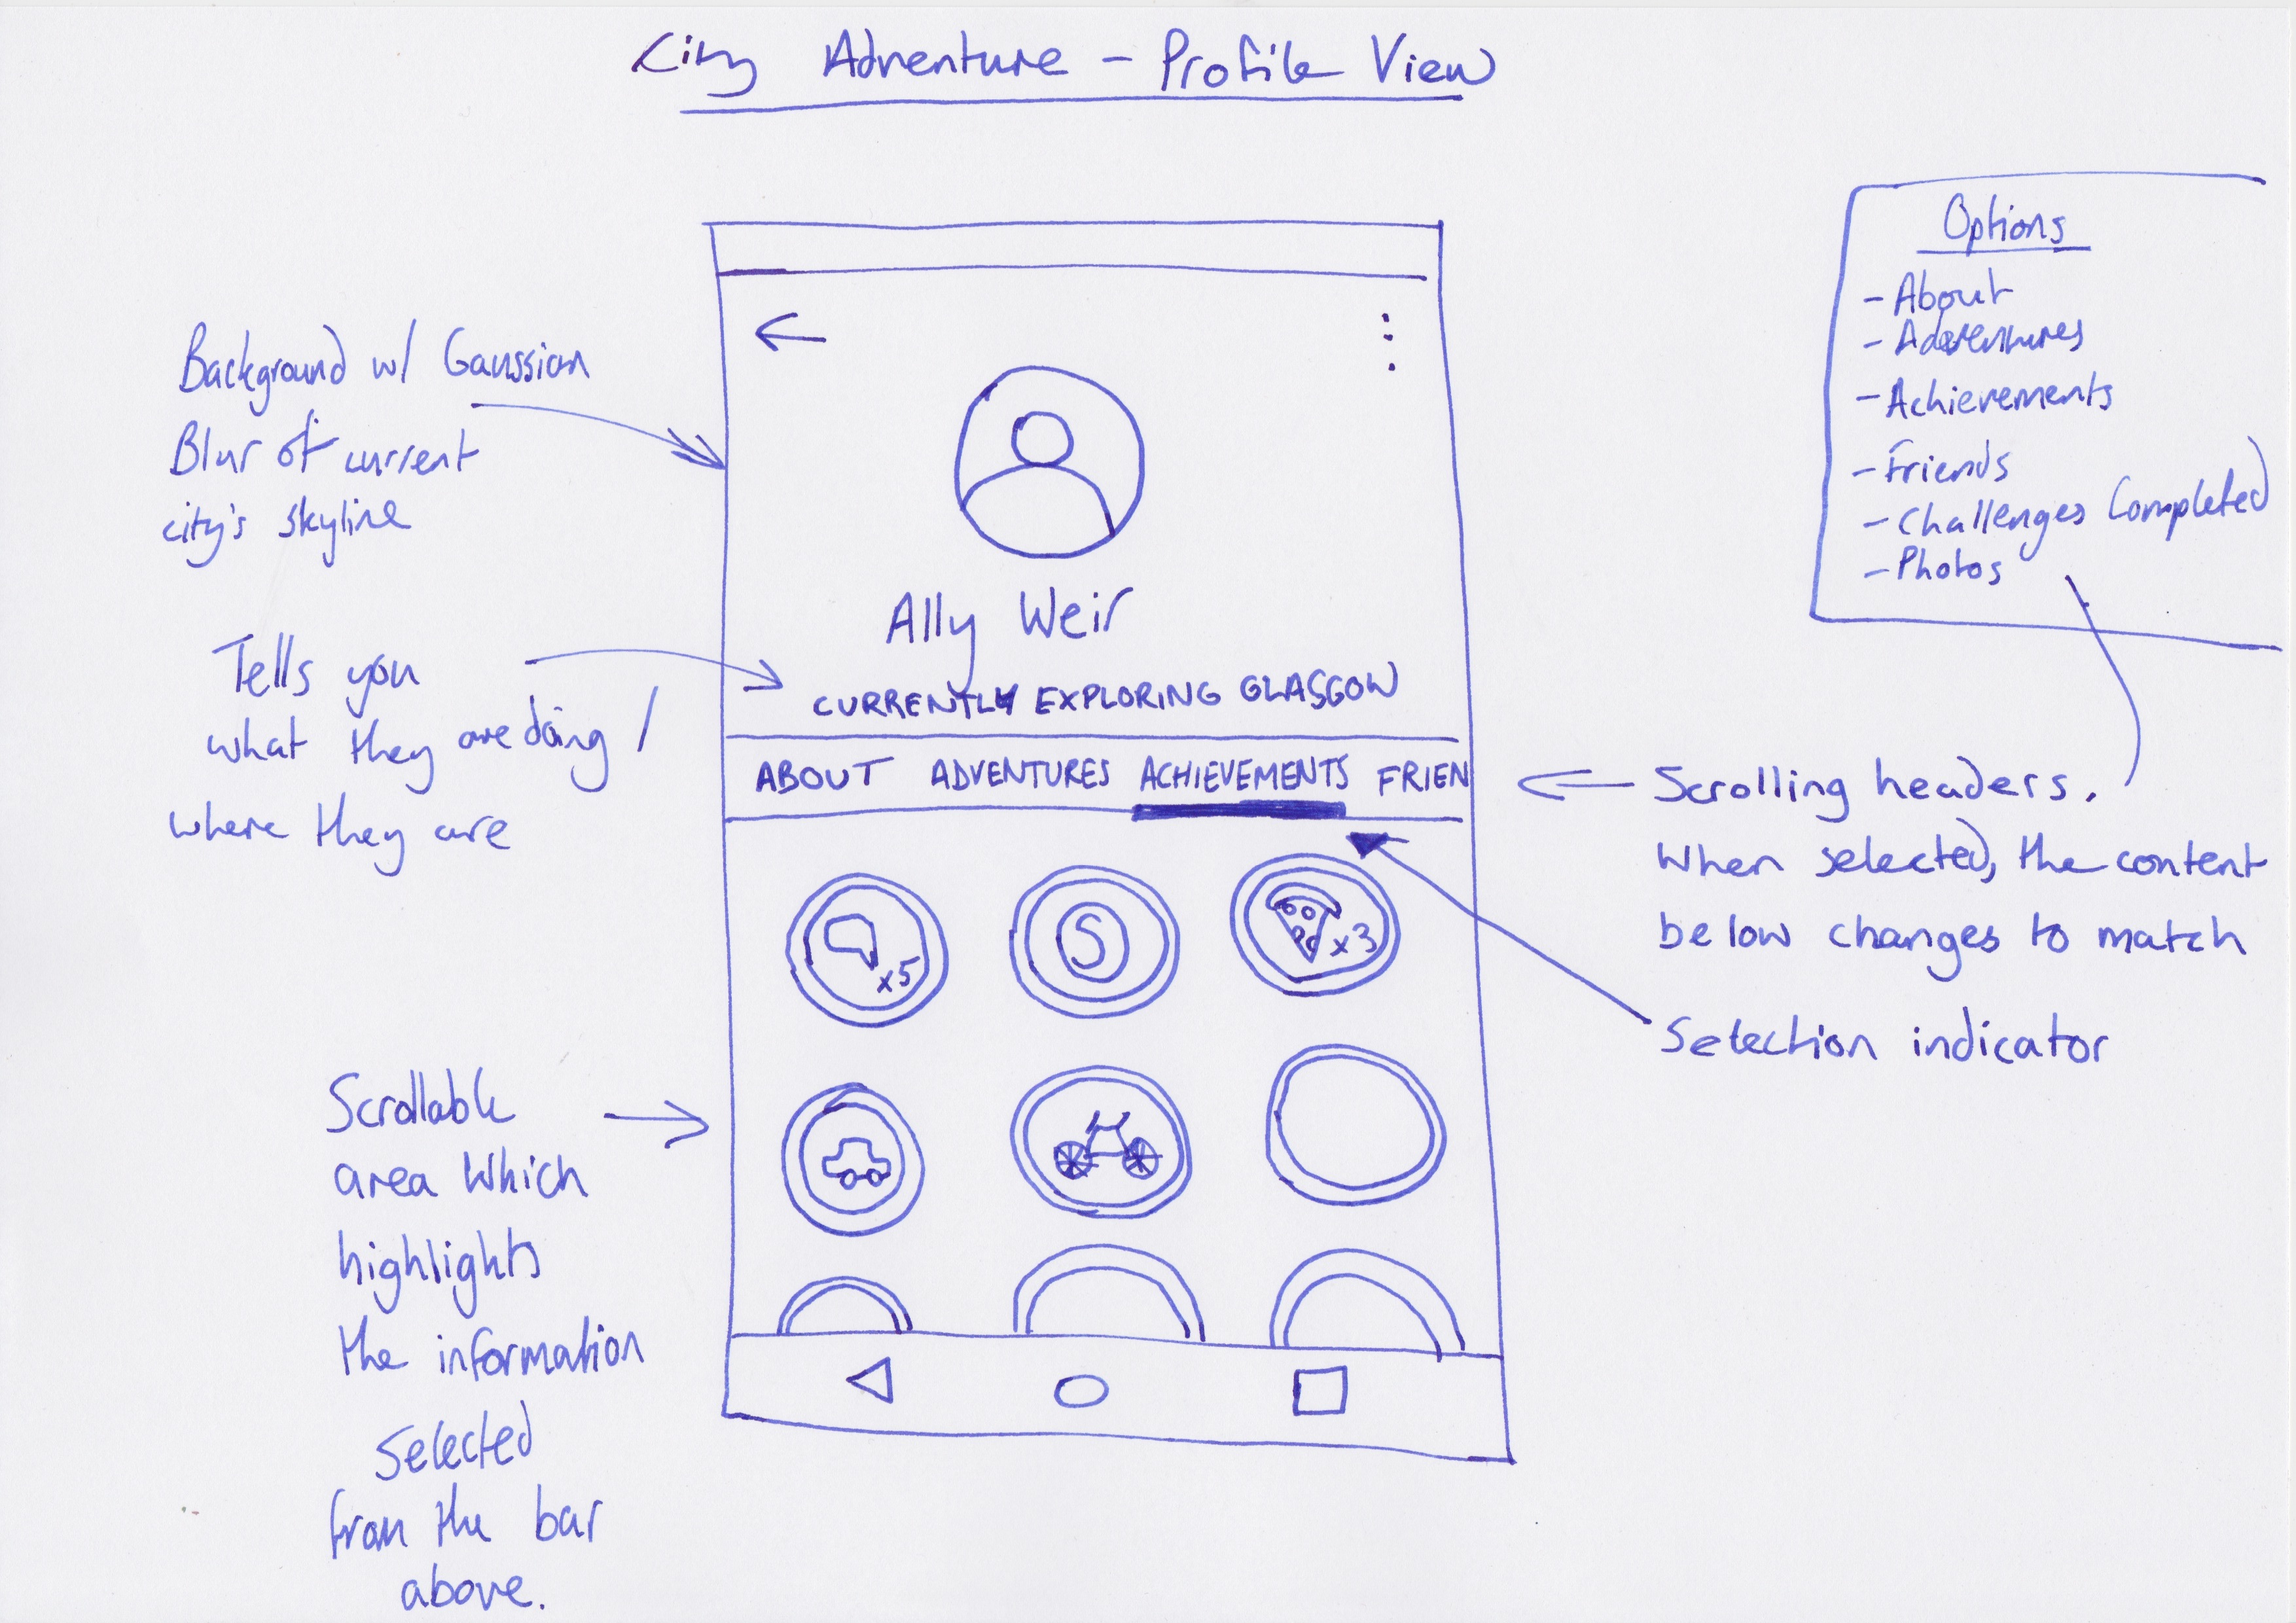 City Adventure - Profile View
Options
- About
- Adventures
- Achievements
- Friends
- Challenges Completed
- Photos
Background w/ Gaussian
Blur of current
city's skyline
Ally Weir
Tells you
what they are doing /
where they are
CURRENTLY EXPLORING GLASGOW
ABOUT ADVENTURES ACHIEVEMENTS FRIEN
Scrolling headers.
When selected, the content
below changes to match
Selection indicator
x5
S
x3
Scrollable
area which
highlights
the information
selected
from the bar
above.